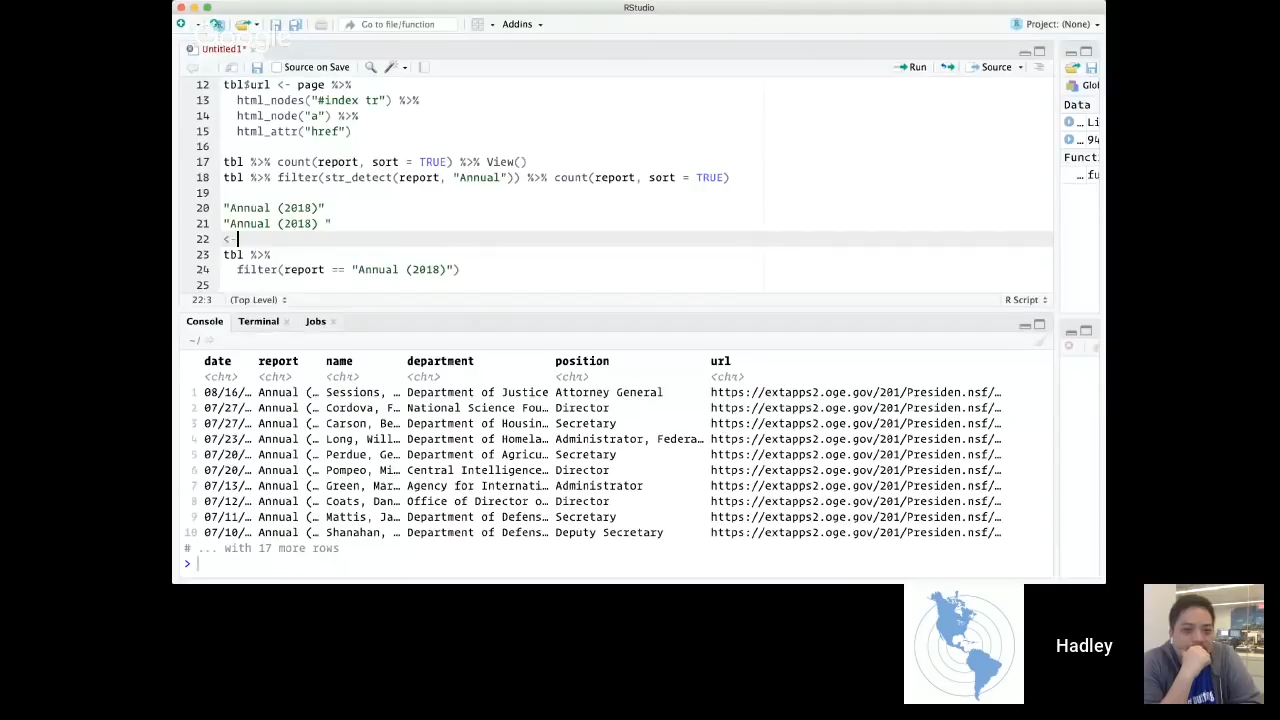 RStudio
Go to file/function
Addins
Project: (None)
Google
Untitled1*
Source on Save
Run
Source
12 tbl$url <- page %>%
13 html_nodes("#index tr") %>%
14 html_node("a") %>%
15 html_attr("href")
16
17 tbl %>% count(report, sort = TRUE) %>% View()
18 tbl %>% filter(str_detect(report, "Annual")) %>% count(report, sort = TRUE)
19
20 "Annual (2018)"
21 "Annual (2018) "
22 <-
23 tbl %>%
24 filter(report == "Annual (2018)")
25
22:3 (Top Level) R Script
Glo
Data
… Li
… 94
Functi
… fu
Console Terminal Jobs
~/
date report name department position url
<chr> <chr> <chr> <chr> <chr> <chr>
1 08/16/… Annual (… Sessions, … Department of Justice Attorney General https://extapps2.oge.gov/201/Presiden.nsf/…
2 07/27/… Annual (… Cordova, F… National Science Fou… Director https://extapps2.oge.gov/201/Presiden.nsf/…
3 07/27/… Annual (… Carson, Be… Department of Housin… Secretary https://extapps2.oge.gov/201/Presiden.nsf/…
4 07/23/… Annual (… Long, Will… Department of Homela… Administrator, Federa… https://extapps2.oge.gov/201/Presiden.nsf/…
5 07/20/… Annual (… Perdue, Ge… Department of Agricu… Secretary https://extapps2.oge.gov/201/Presiden.nsf/…
6 07/20/… Annual (… Pompeo, Mi… Central Intelligence… Director https://extapps2.oge.gov/201/Presiden.nsf/…
7 07/13/… Annual (… Green, Mar… Agency for Internati… Administrator https://extapps2.oge.gov/201/Presiden.nsf/…
8 07/12/… Annual (… Coats, Dan… Office of Director o… Director https://extapps2.oge.gov/201/Presiden.nsf/…
9 07/11/… Annual (… Mattis, Ja… Department of Defens… Secretary https://extapps2.oge.gov/201/Presiden.nsf/…
10 07/10/… Annual (… Shanahan, … Department of Defens… Deputy Secretary https://extapps2.oge.gov/201/Presiden.nsf/…
# ... with 17 more rows
>
Hadley